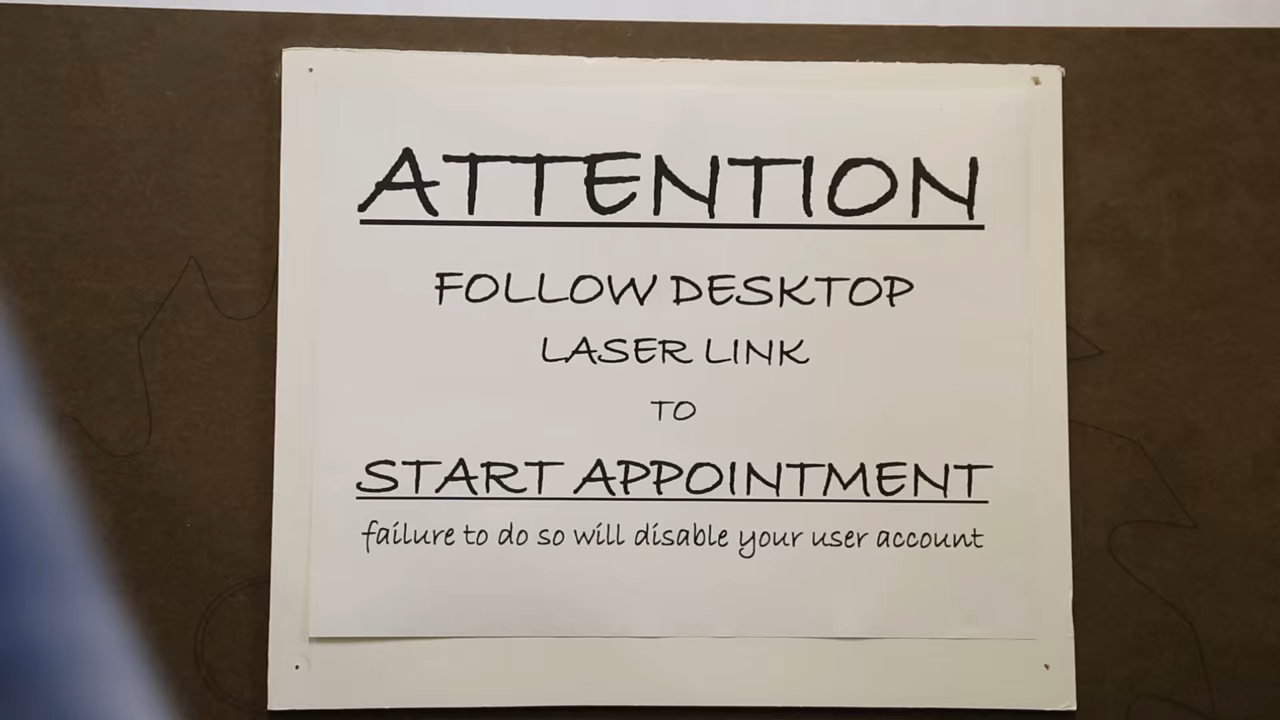 ATTENTION
FOLLOW DESKTOP
LASER LINK
TO
START APPOINTMENT
failure to do so will disable your user account